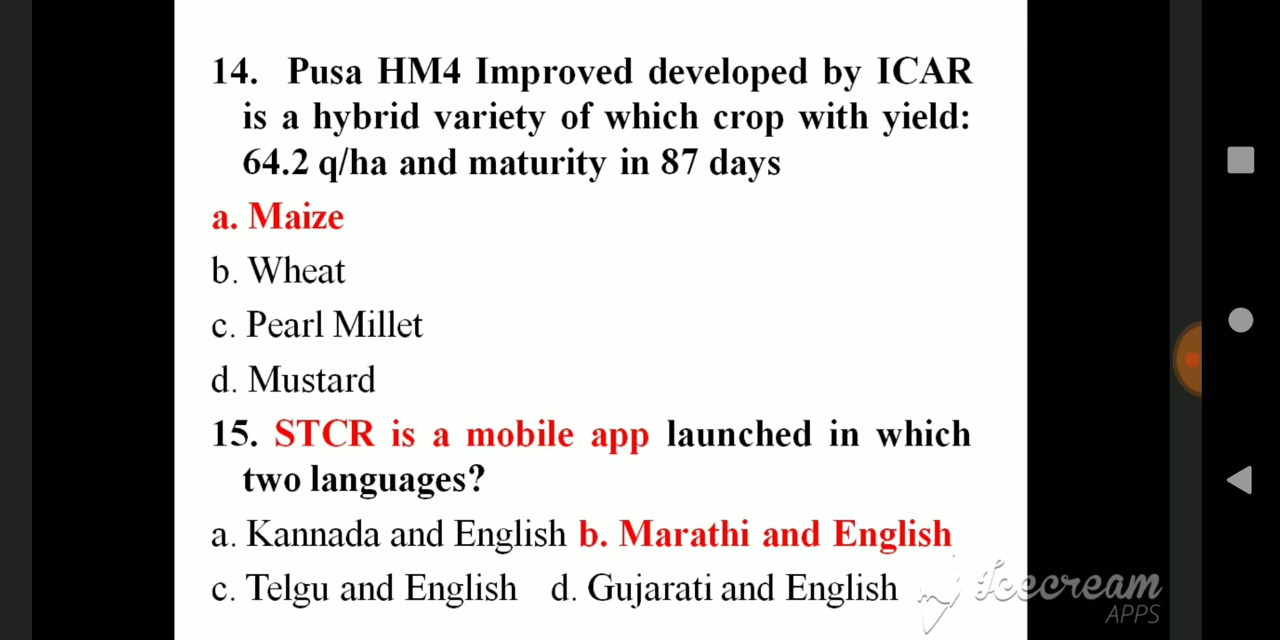 14. Pusa HM4 Improved developed by ICAR
is a hybrid variety of which crop with yield:
64.2 q/ha and maturity in 87 days
a. Maize
b. Wheat
c. Pearl Millet
d. Mustard
15. STCR is a mobile app launched in which
two languages?
a. Kannada and English b. Marathi and English
c. Telgu and English d. Gujarati and English
Icecream
APPS